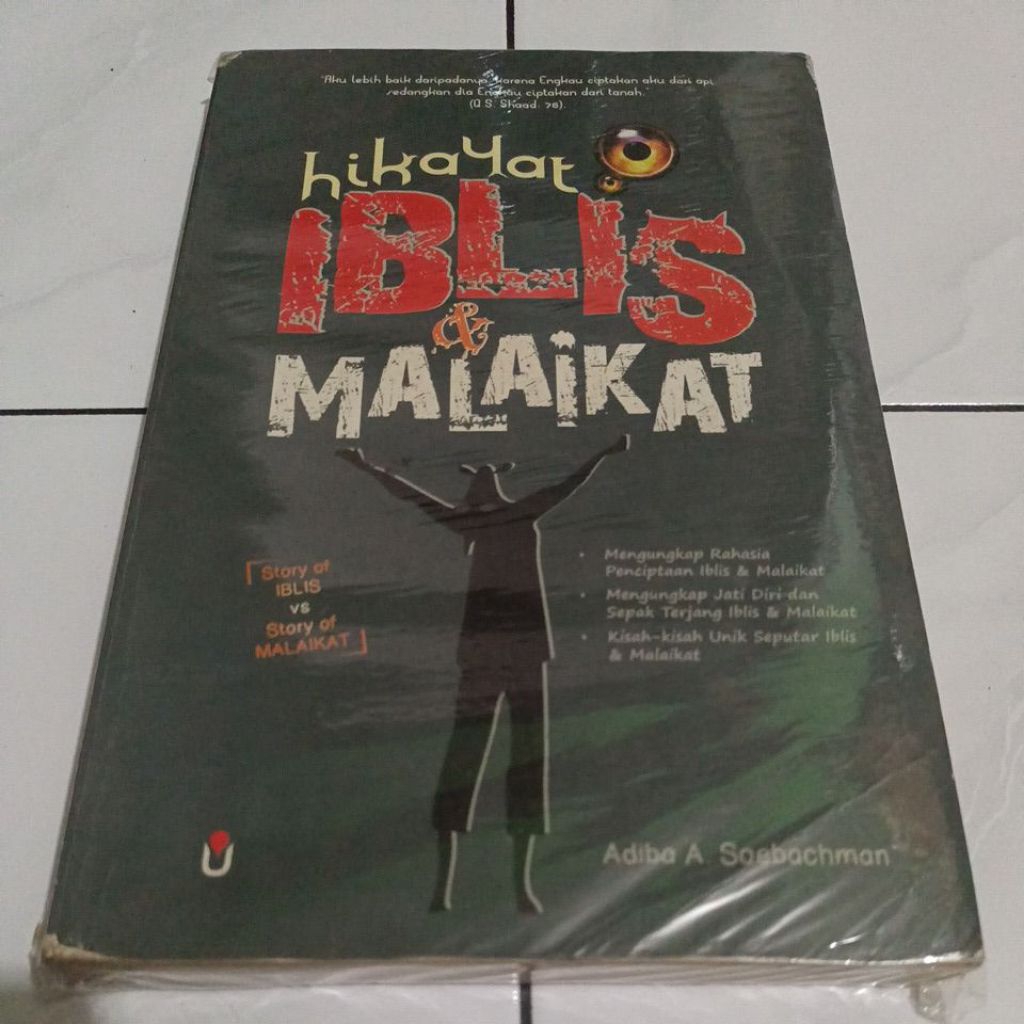 "Aku lebih baik daripadanya karena Engkau ciptakan aku dari api,
sedangkan dia Engkau ciptakan dari tanah."
(Q.S. Shaad: 76).
hikayat
IBLIS
&
MALAIKAT
Story of
IBLIS
vs
Story of
MALAIKAT
• Mengungkap Rahasia
Penciptaan Iblis & Malaikat
• Mengungkap Jati Diri dan
Sepak Terjang Iblis & Malaikat
• Kisah-kisah Unik Seputar Iblis
& Malaikat
Adiba A. Soebachman